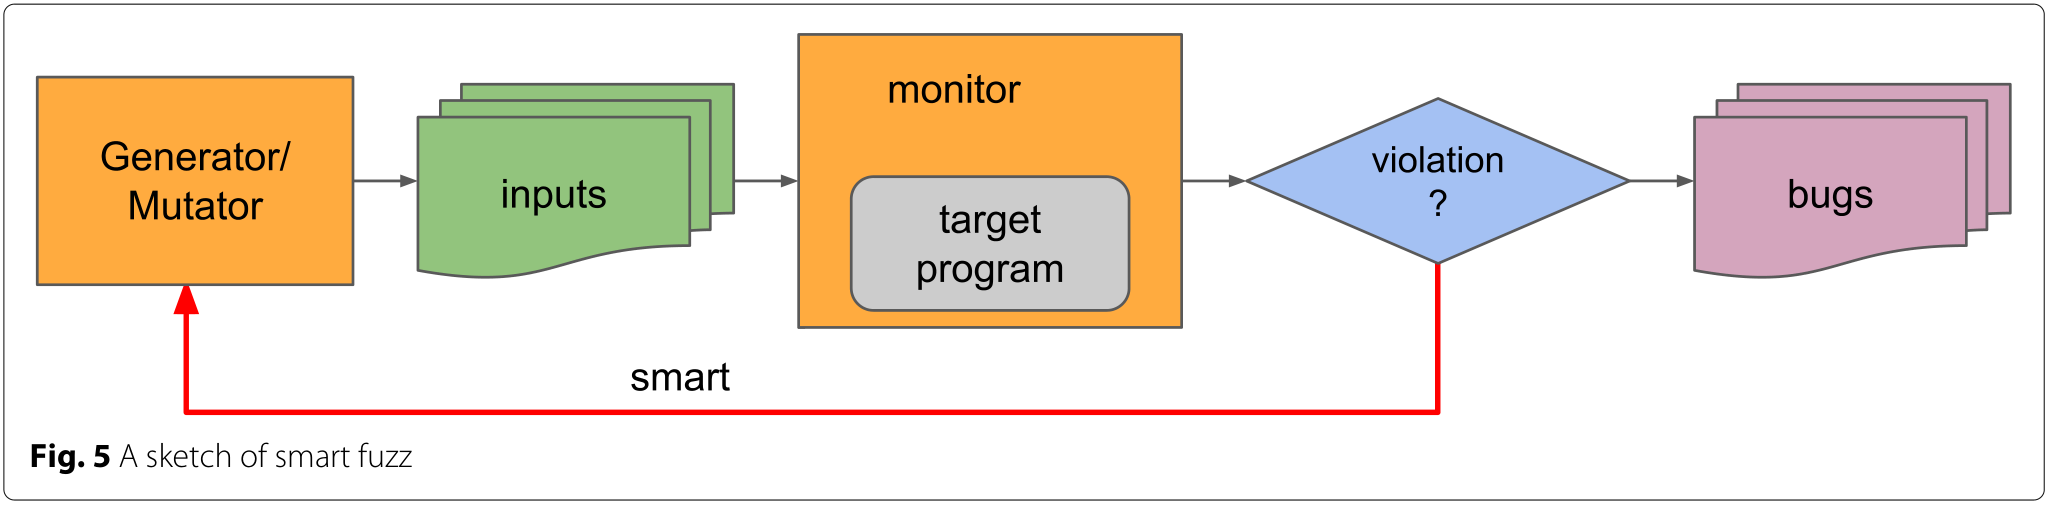 Generator/
Mutator
inputs
monitor
target
program
violation
?
bugs
smart
Fig. 5 A sketch of smart fuzz